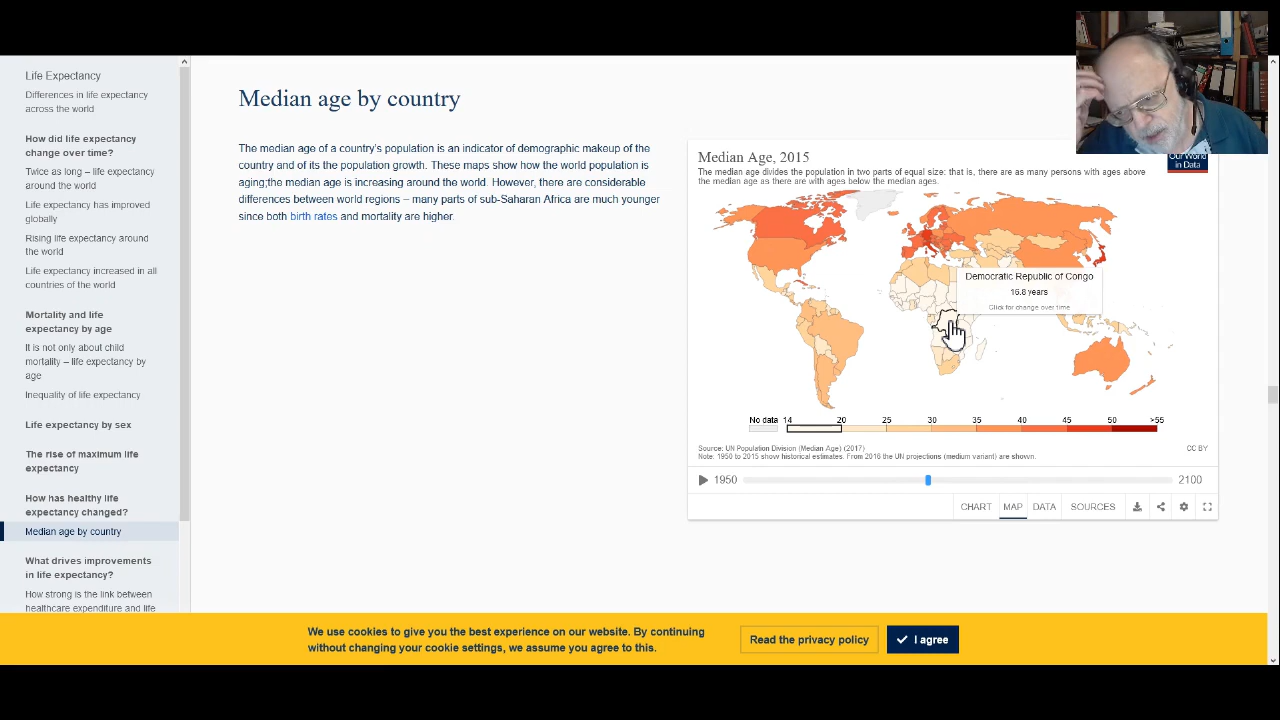 Life Expectancy
Differences in life expectancy
across the world
How did life expectancy
change over time?
Twice as long – life expectancy
around the world
Life expectancy has improved
globally
Rising life expectancy around
the world
Life expectancy increased in all
countries of the world
Mortality and life
expectancy by age
It is not only about child
mortality – life expectancy by
age
Inequality of life expectancy
Life expectancy by sex
The rise of maximum life
expectancy
How has healthy life
expectancy changed?
Median age by country
What drives improvements
in life expectancy?
How strong is the link between
healthcare expenditure and life
Median age by country
The median age of a country's population is an indicator of demographic makeup of the
country and of its the population growth. These maps show how the world population is
aging;the median age is increasing around the world. However, there are considerable
differences between world regions – many parts of sub-Saharan Africa are much younger
since both birth rates and mortality are higher.
Median Age, 2015
The median age divides the population in two parts of equal size: that is, there are as many persons with ages above
the median age as there are with ages below the median ages.
Our World
in Data
Democratic Republic of Congo
16.8 years
Click for change over time
No data 14 20 25 30 35 40 45 50 >55
Source: UN Population Division (Median Age) (2017) CC BY
Note: 1950 to 2015 show historical estimates. From 2016 the UN projections (medium variant) are shown.
1950 2100
CHART MAP DATA SOURCES
We use cookies to give you the best experience on our website. By continuing
without changing your cookie settings, we assume you agree to this.
Read the privacy policy
I agree